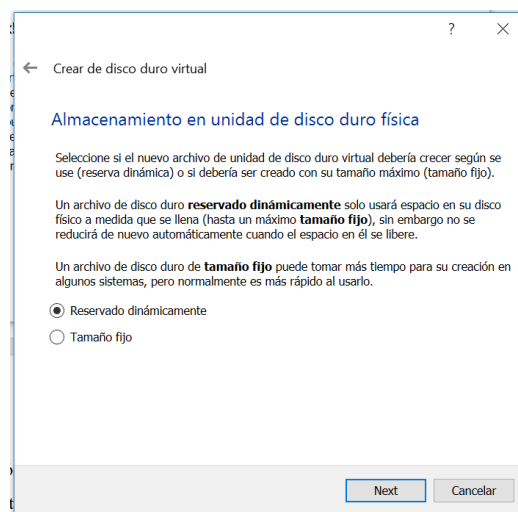 ?
Crear de disco duro virtual
Almacenamiento en unidad de disco duro física
Seleccione si el nuevo archivo de unidad de disco duro virtual debería crecer según se
use (reserva dinámica) o si debería ser creado con su tamaño máximo (tamaño fijo).
Un archivo de disco duro reservado dinámicamente solo usará espacio en su disco
físico a medida que se llena (hasta un máximo tamaño fijo), sin embargo no se
reducirá de nuevo automáticamente cuando el espacio en él se libere.
Un archivo de disco duro de tamaño fijo puede tomar más tiempo para su creación en
algunos sistemas, pero normalmente es más rápido al usarlo.
Reservado dinámicamente
Tamaño fijo
Next Cancelar